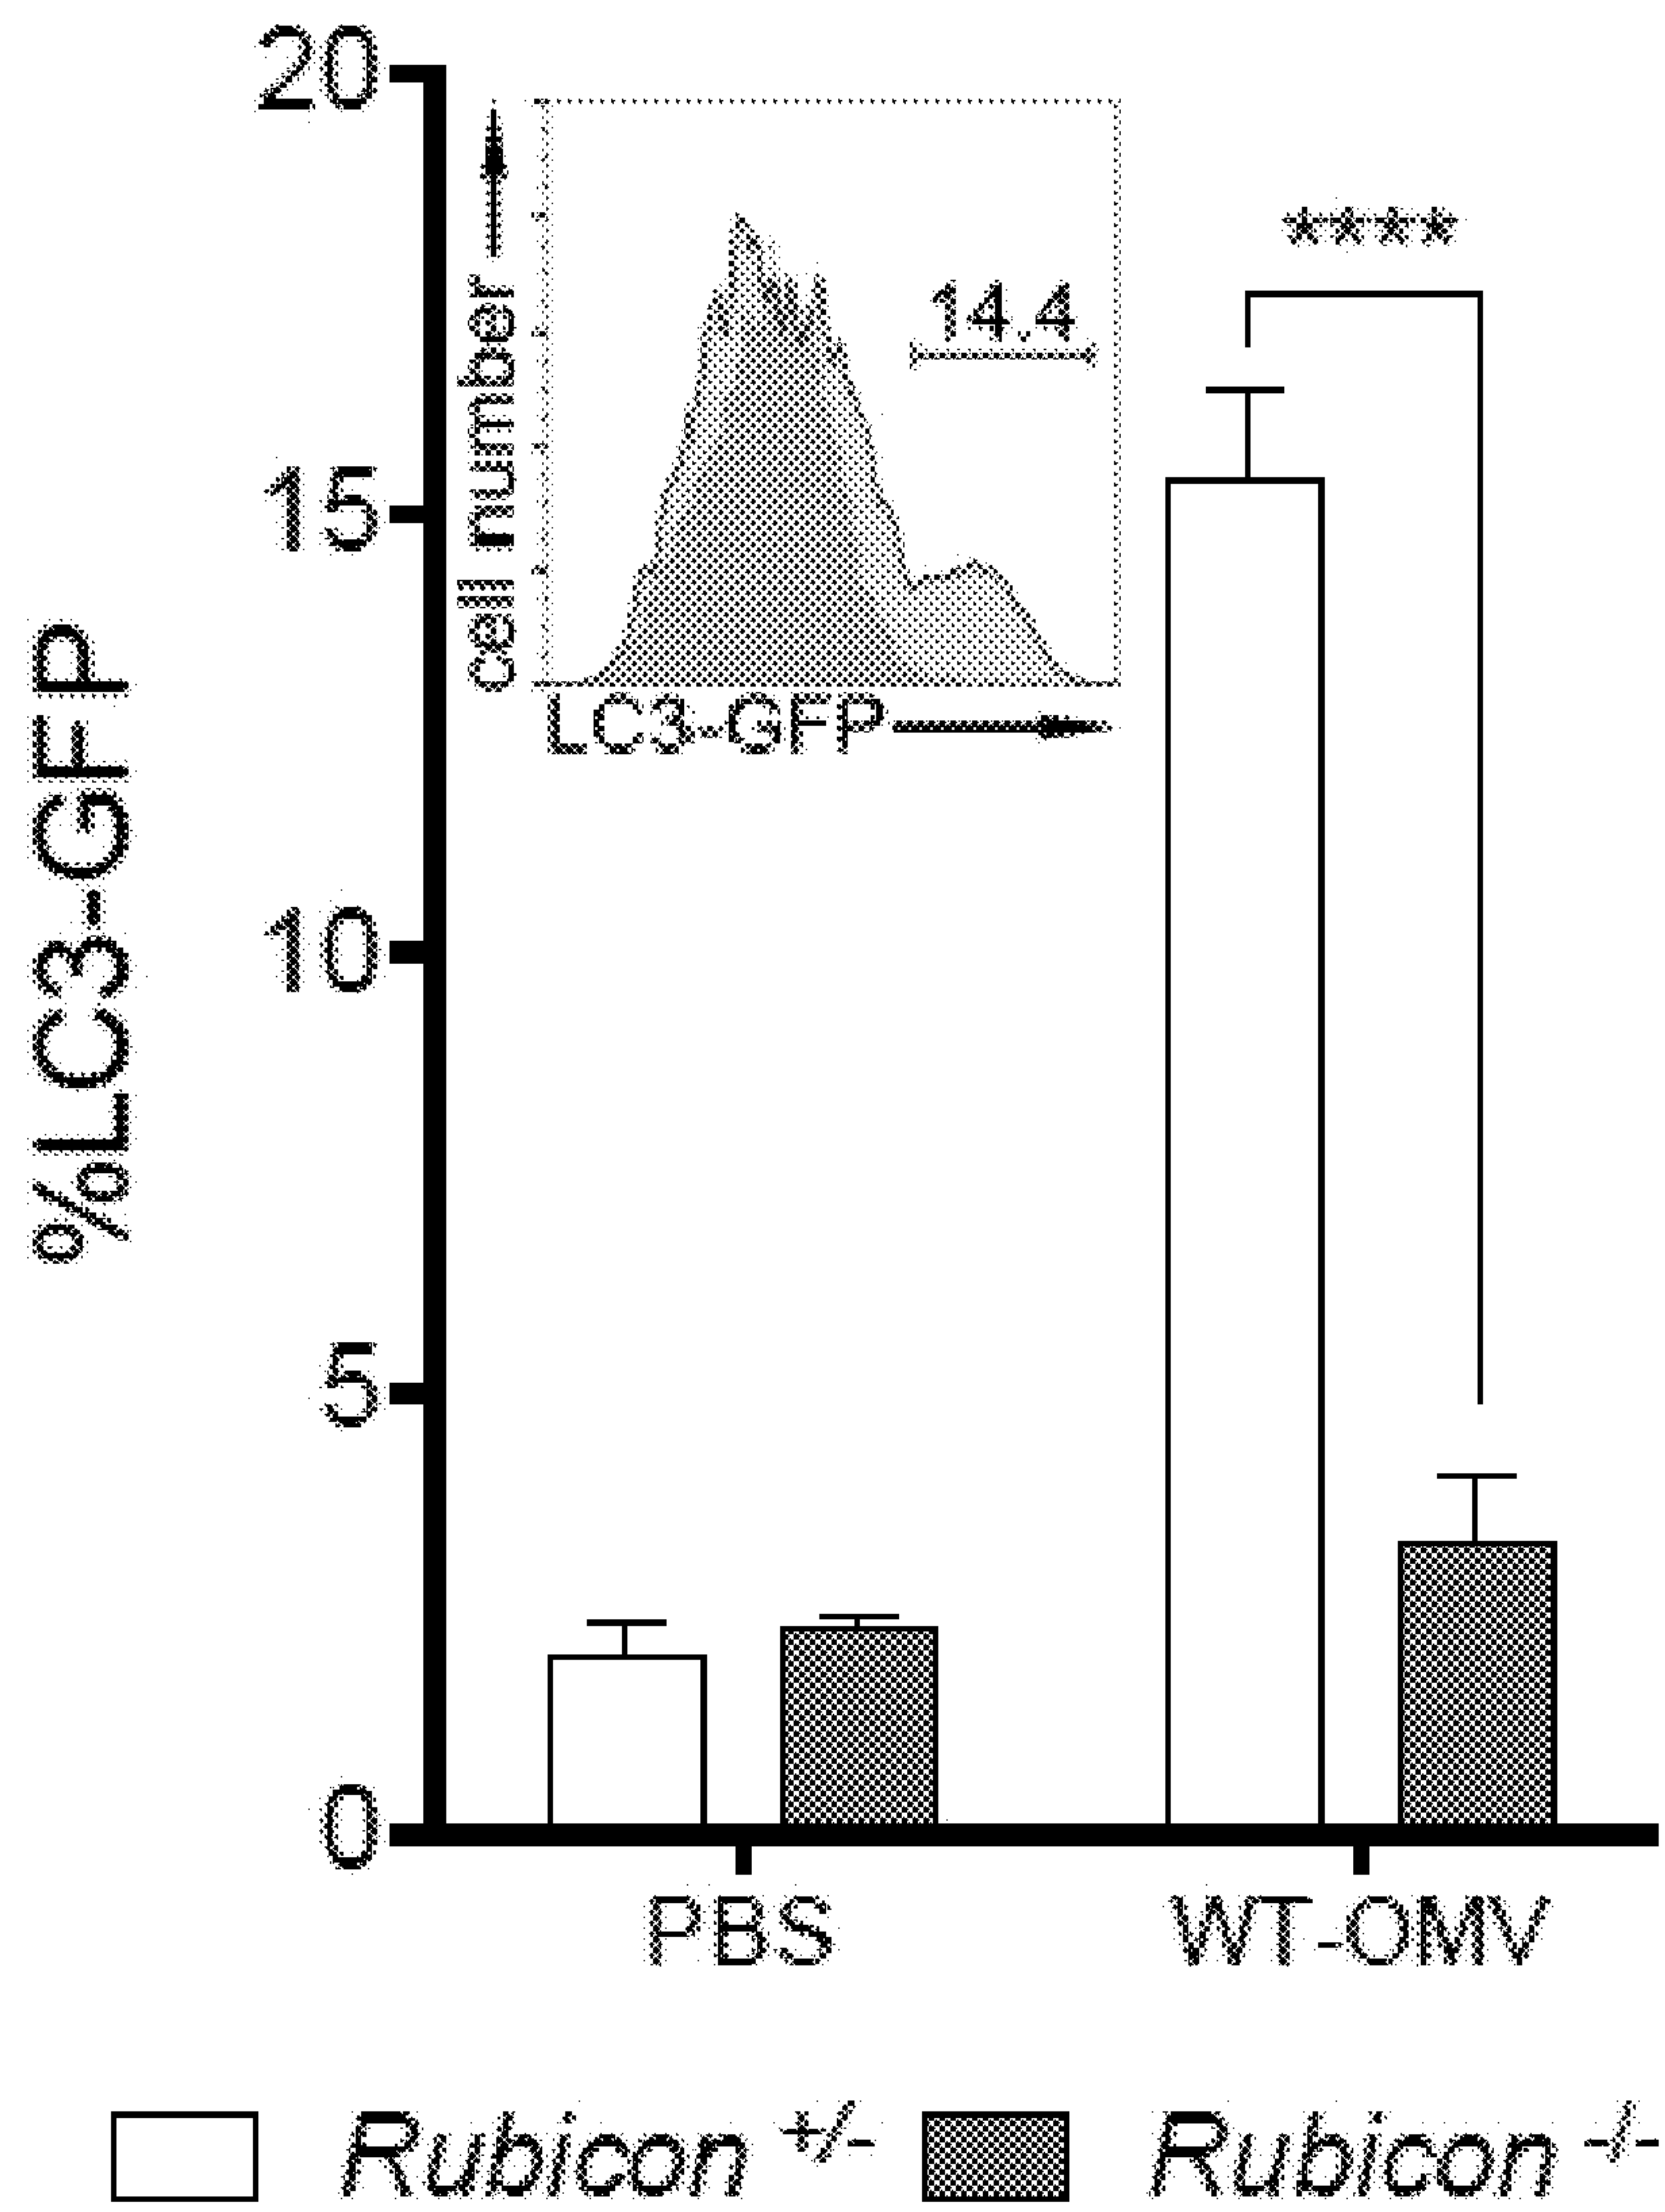 20
15
10
5
0
%LC3-GFP
cell number
14.4
LC3-GFP
****
PBS
WT-OMV
Rubicon +/-
Rubicon -/-